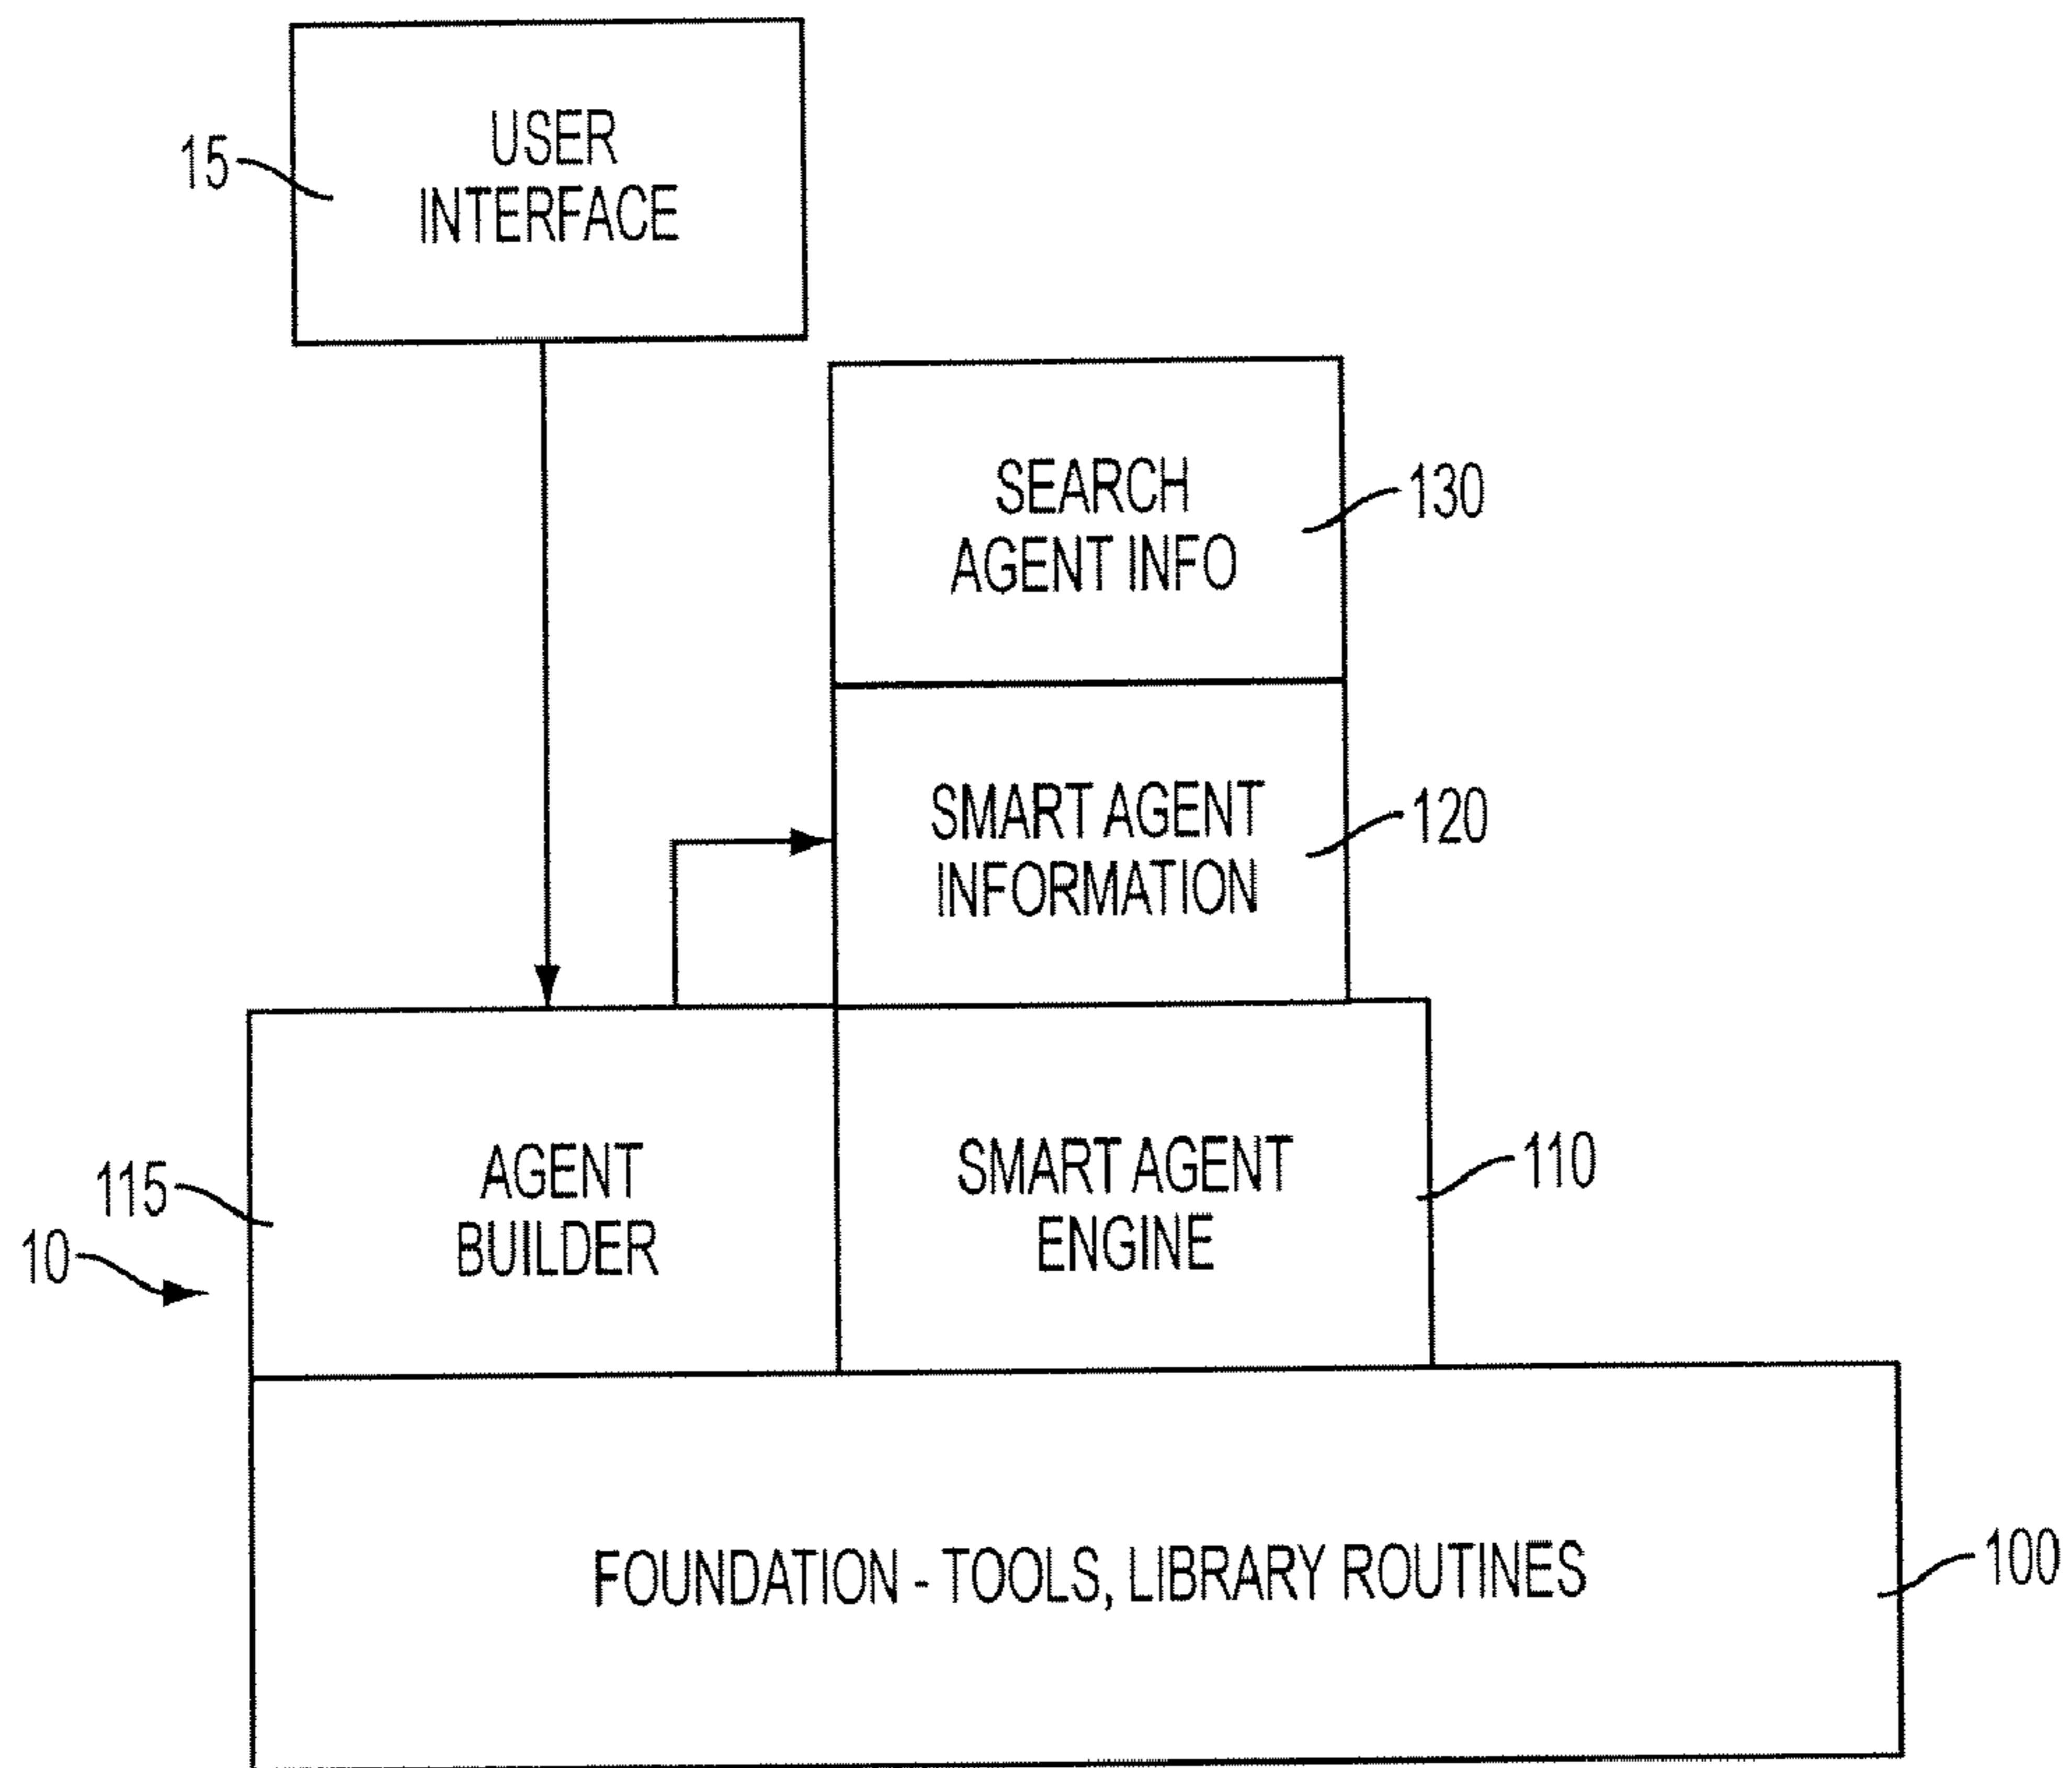 15
USER
INTERFACE
SEARCH
AGENT INFO
130
SMART AGENT
INFORMATION
120
115
AGENT
BUILDER
SMART AGENT
ENGINE
110
10
FOUNDATION - TOOLS, LIBRARY ROUTINES
100